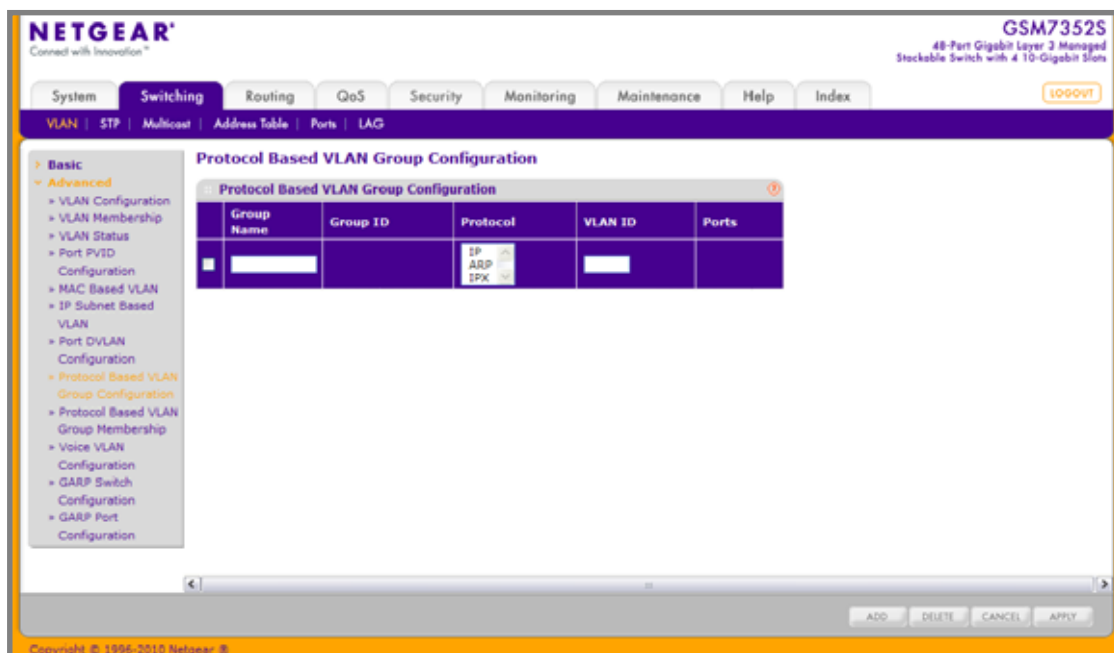 NETGEAR®
Connect with Innovation™
GSM7352S
48-Port Gigabit Layer 3 Managed
Stackable Switch with 4 10-Gigabit Slots
System
Switching
Routing
QoS
Security
Monitoring
Maintenance
Help
Index
LOGOUT
VLAN | STP | Multicast | Address Table | Ports | LAG
Basic
Advanced
VLAN Configuration
VLAN Membership
VLAN Status
Port PVID
Configuration
MAC Based VLAN
IP Subnet Based
VLAN
Port DVLAN
Configuration
Protocol Based VLAN
Group Configuration
Protocol Based VLAN
Group Membership
Voice VLAN
Configuration
GARP Switch
Configuration
GARP Port
Configuration
Protocol Based VLAN Group Configuration
Protocol Based VLAN Group Configuration
?
Group
Name
Group ID
Protocol
VLAN ID
Ports
IP
ARP
IPX
ADD
DELETE
CANCEL
APPLY
Copyright © 1996-2010 Netgear ®